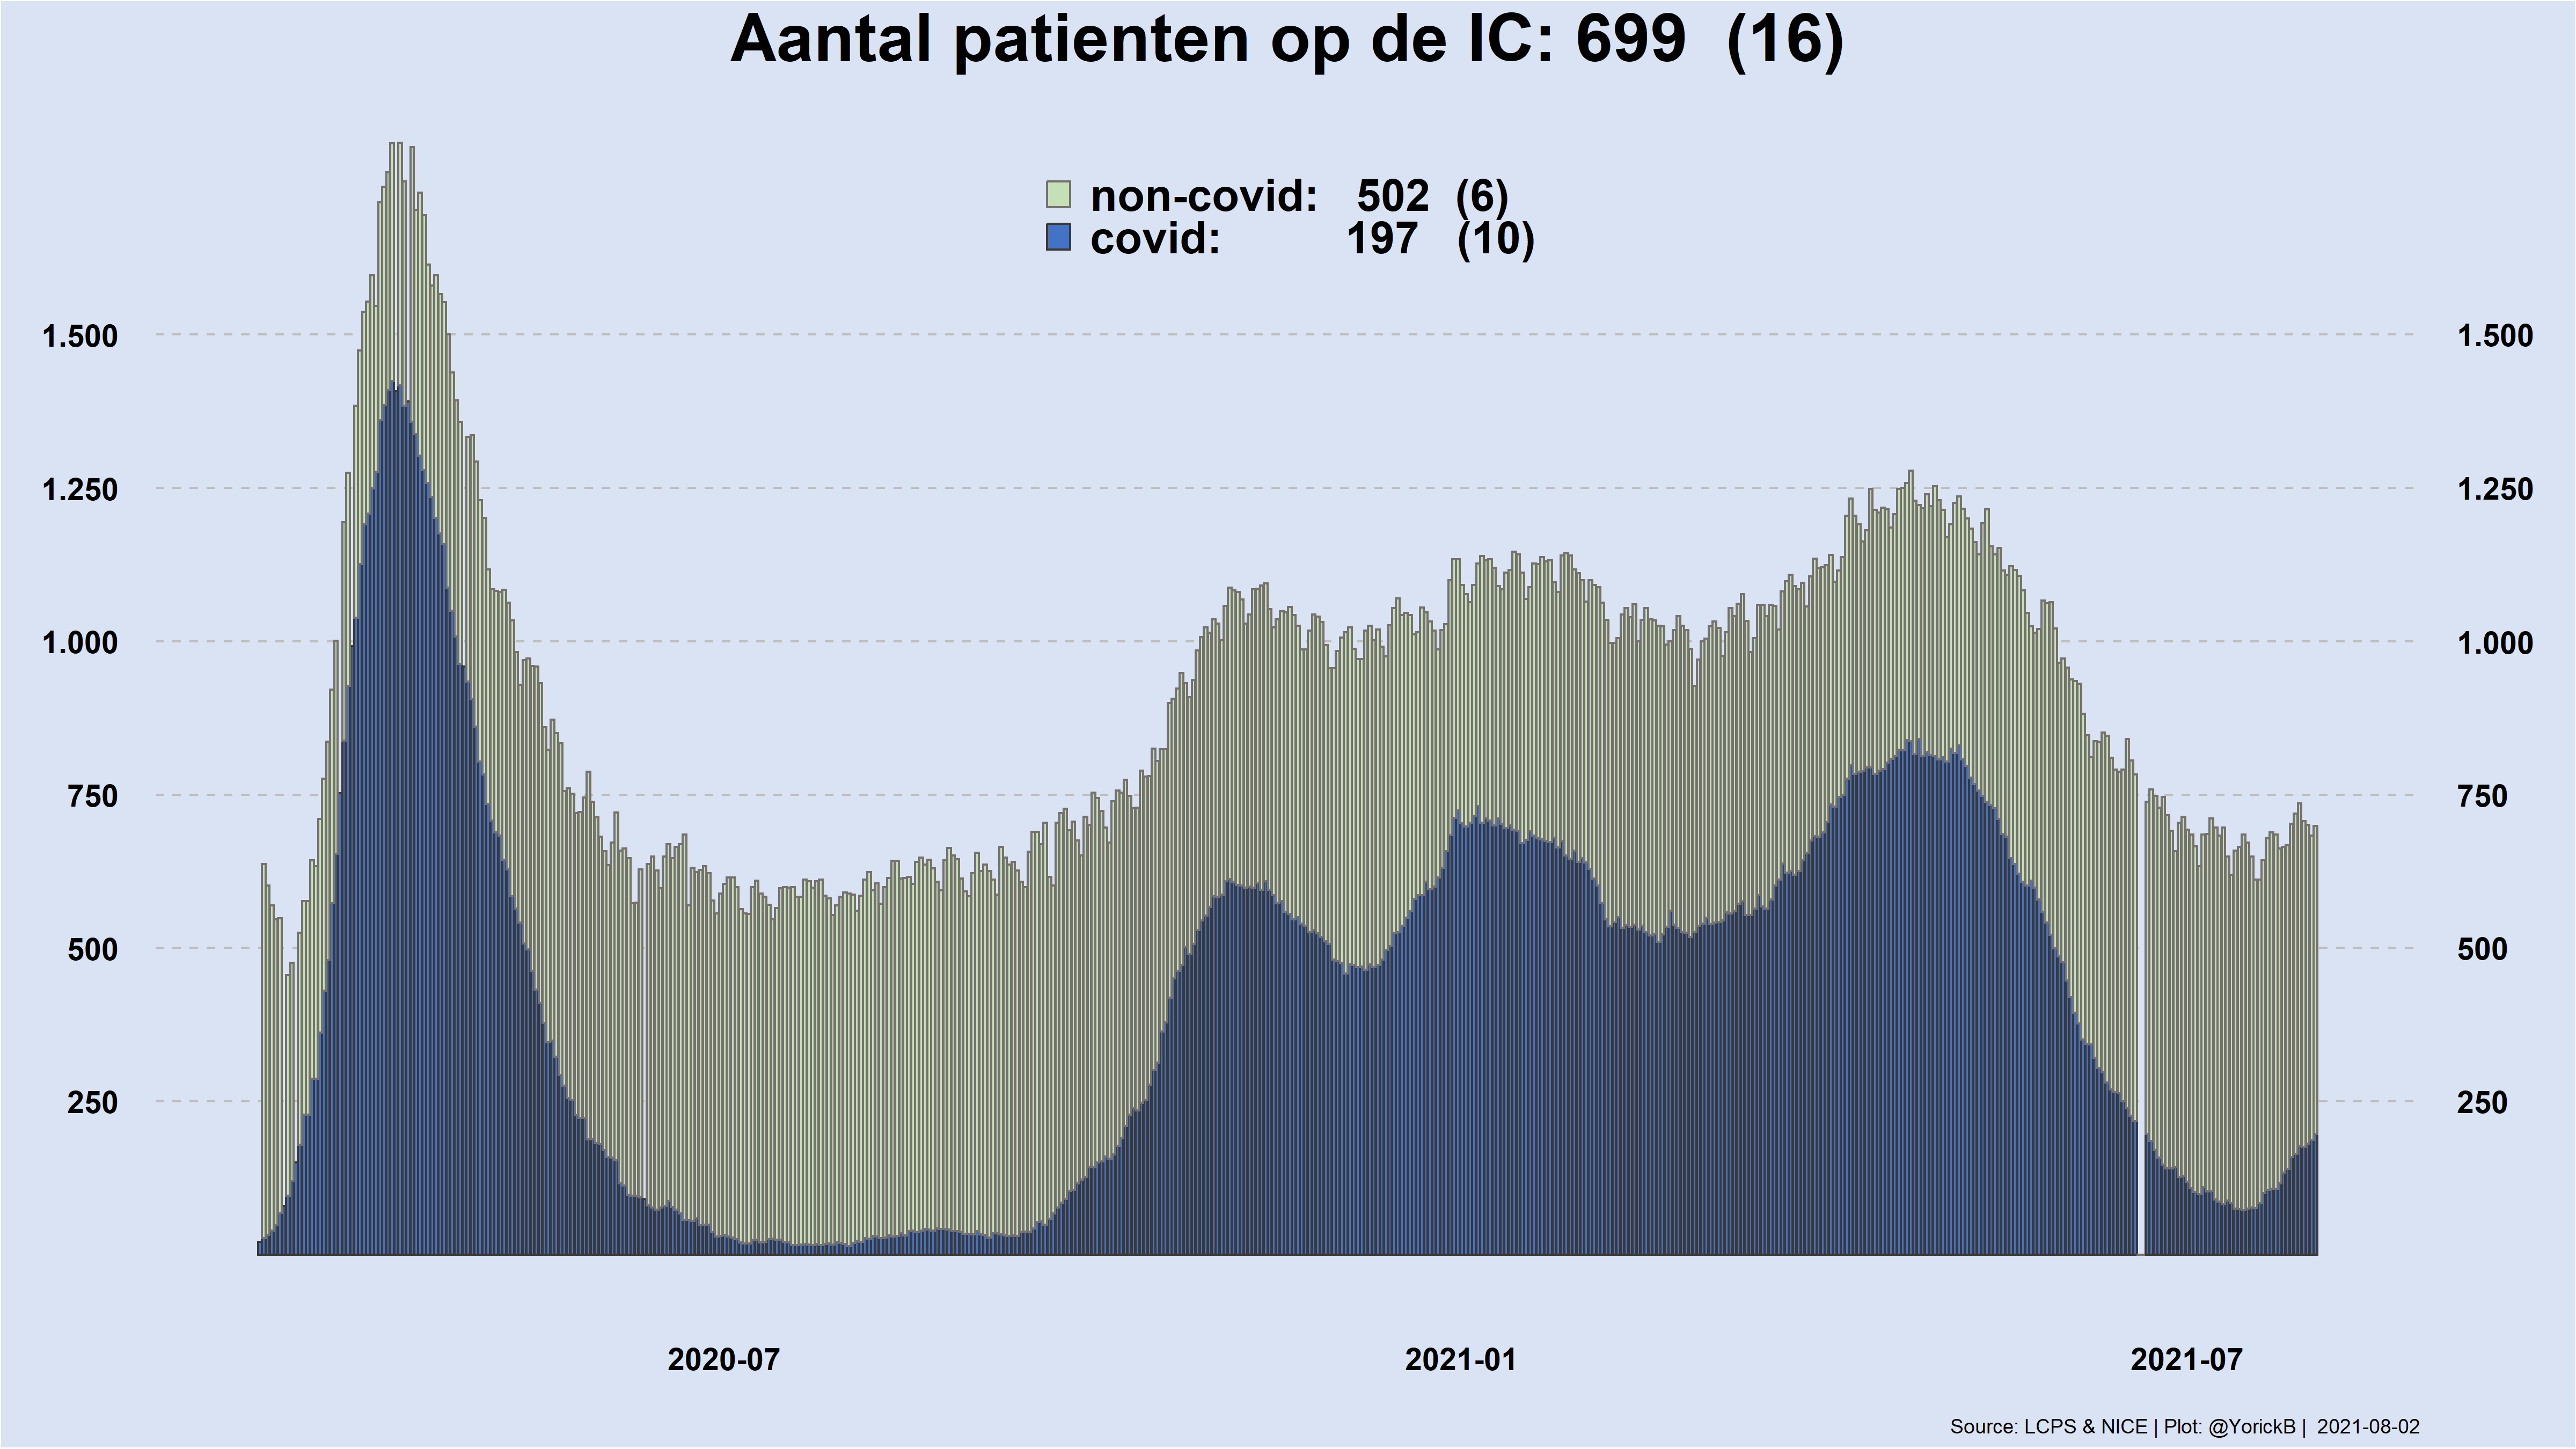 Aantal patienten op de IC: 699 (16)
non-covid: 502 (6)
covid: 197 (10)
1.500 1.500
1.250 1.250
1.000 1.000
750 750
500 500
250 250
2020-07 2021-01 2021-07
Source: LCPS & NICE | Plot: @YorickB | 2021-08-02